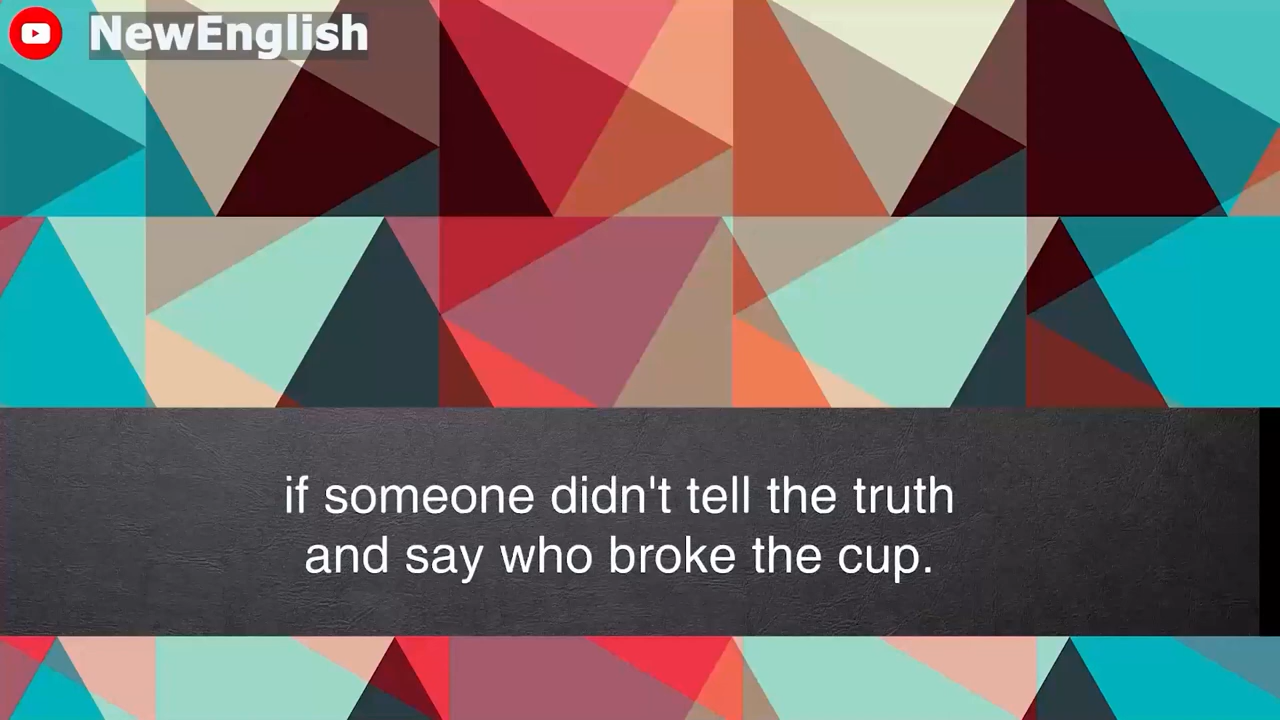 NewEnglish
if someone didn't tell the truth
and say who broke the cup.